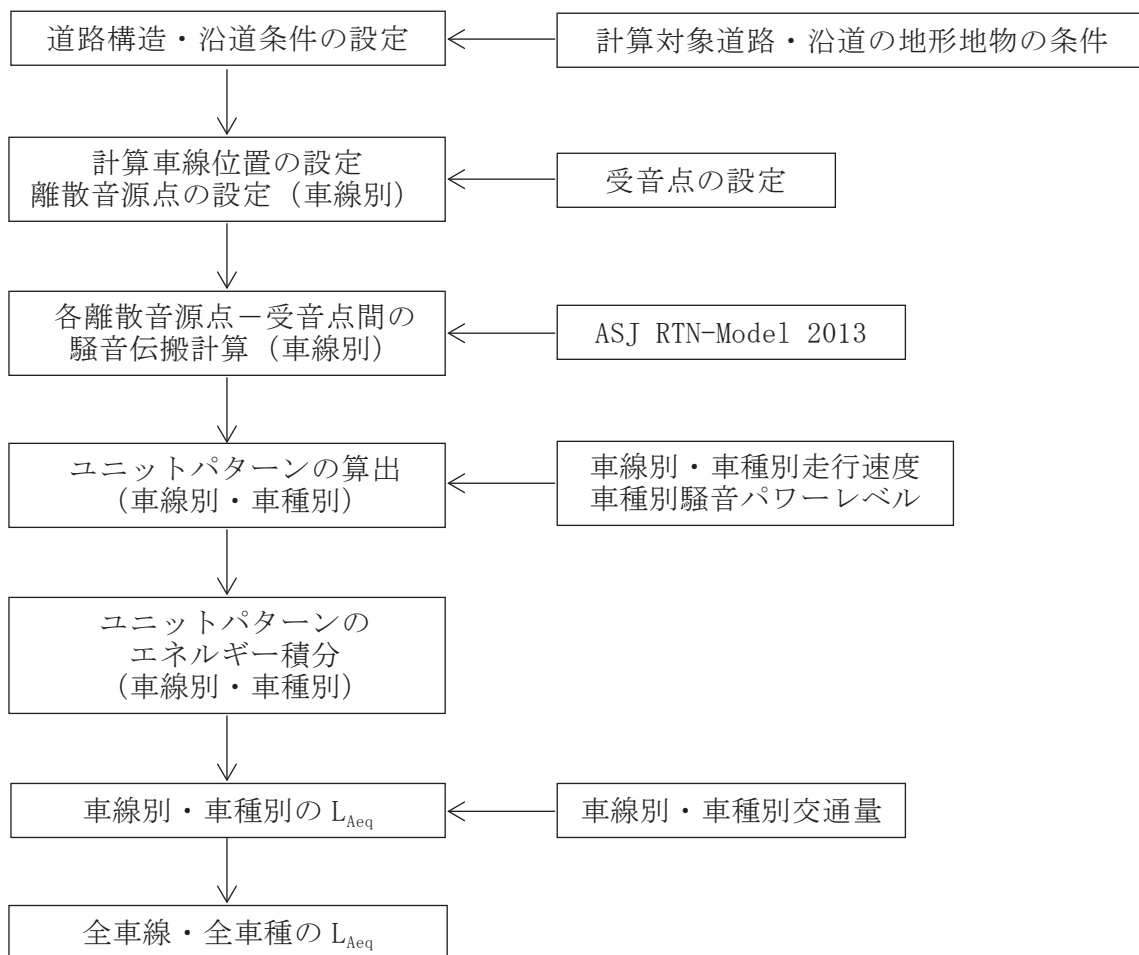 道路構造・沿道条件の設定
計算対象道路・沿道の地形地物の条件
計算車線位置の設定
離散音源点の設定（車線別）
受音点の設定
各離散音源点－受音点間の
騒音伝搬計算（車線別）
ASJ RTN-Model 2013
ユニットパターンの算出
（車線別・車種別）
車線別・車種別走行速度
車種別騒音パワーレベル
ユニットパターンの
エネルギー積分
（車線別・車種別）
車線別・車種別の LAeq
車線別・車種別交通量
全車線・全車種の LAeq